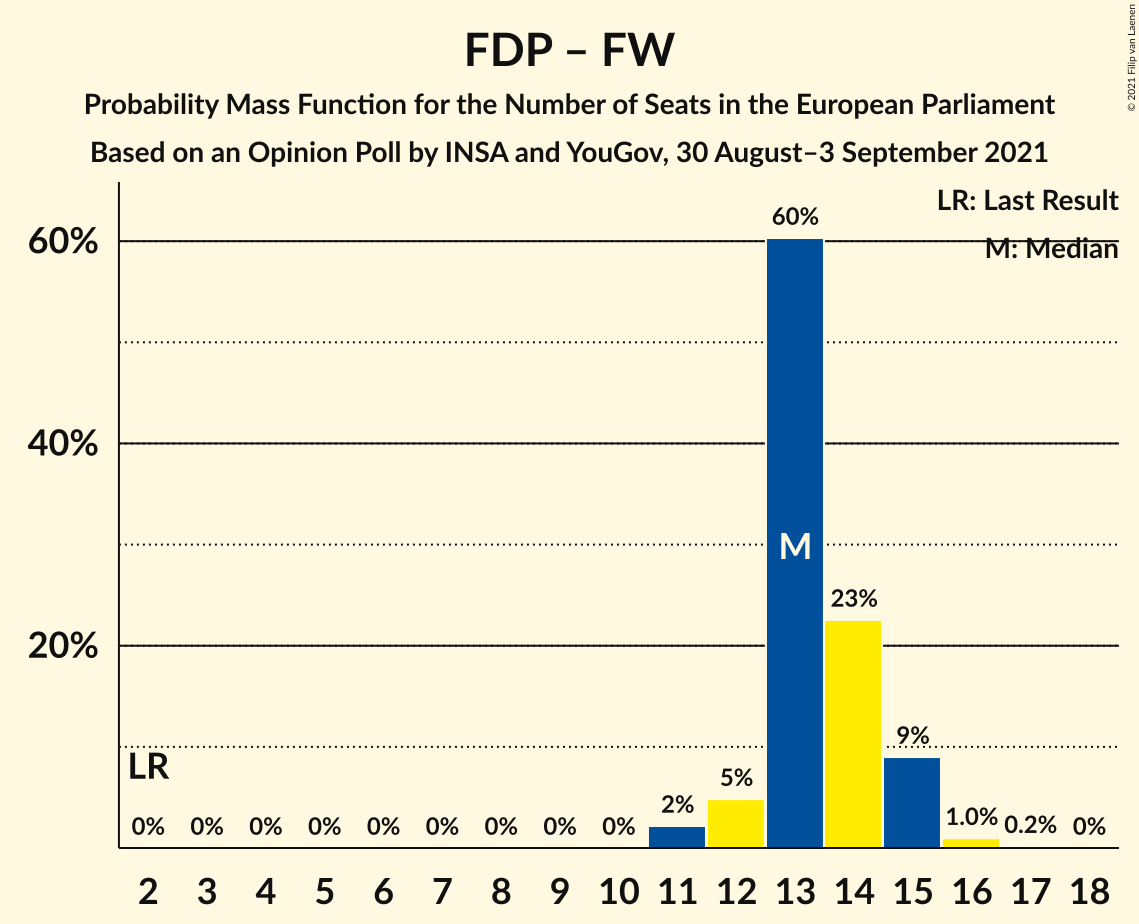 FDP – FW
Probability Mass Function for the Number of Seats in the European Parliament
Based on an Opinion Poll by INSA and YouGov, 30 August–3 September 2021
© 2021 Filip van Laenen
LR: Last Result
M: Median
60%
40%
20%
60%
M
23%
9%
LR
5%
2%
1.0%
0.2%
0%
0%
0%
0%
0%
0%
0%
0%
0%
0%
2 3 4 5 6 7 8 9 10 11 12 13 14 15 16 17 18